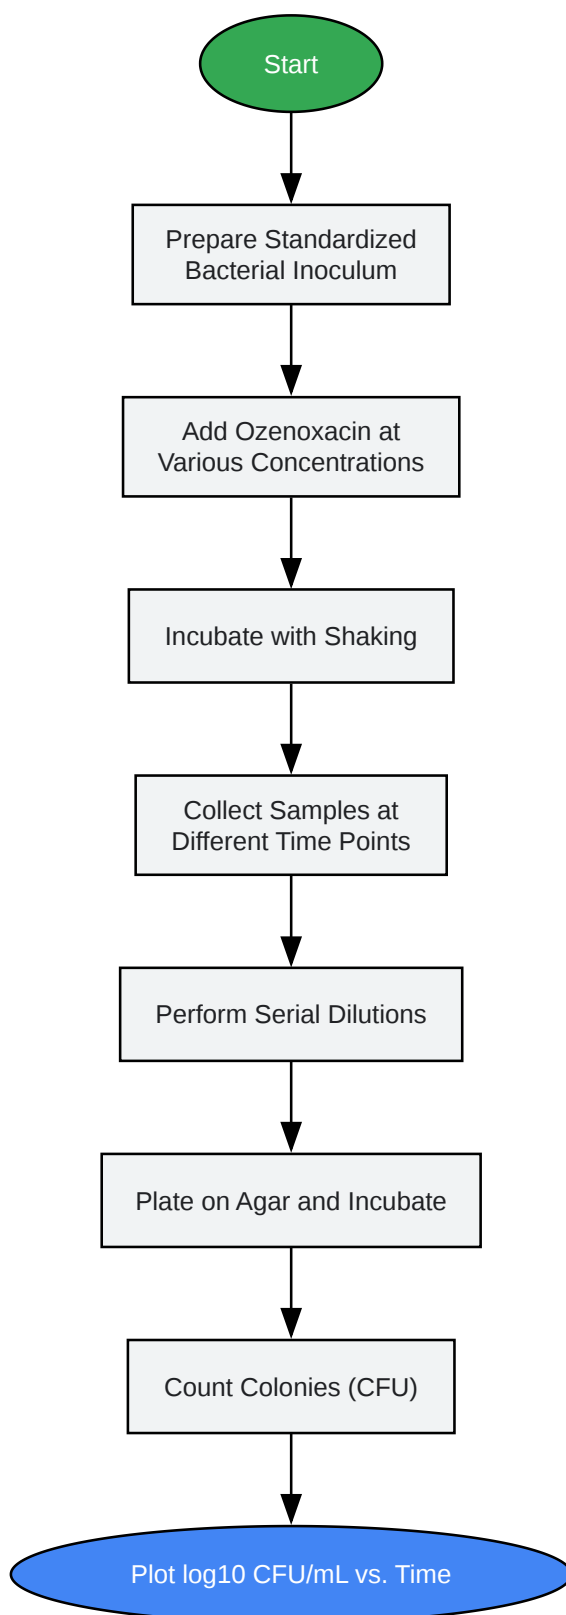 Start
Prepare Standardized
Bacterial Inoculum
Add Ozenoxacin at
Various Concentrations
Incubate with Shaking
Collect Samples at
Different Time Points
Perform Serial Dilutions
Plate on Agar and Incubate
Count Colonies (CFU)
Plot log10 CFU/mL vs. Time